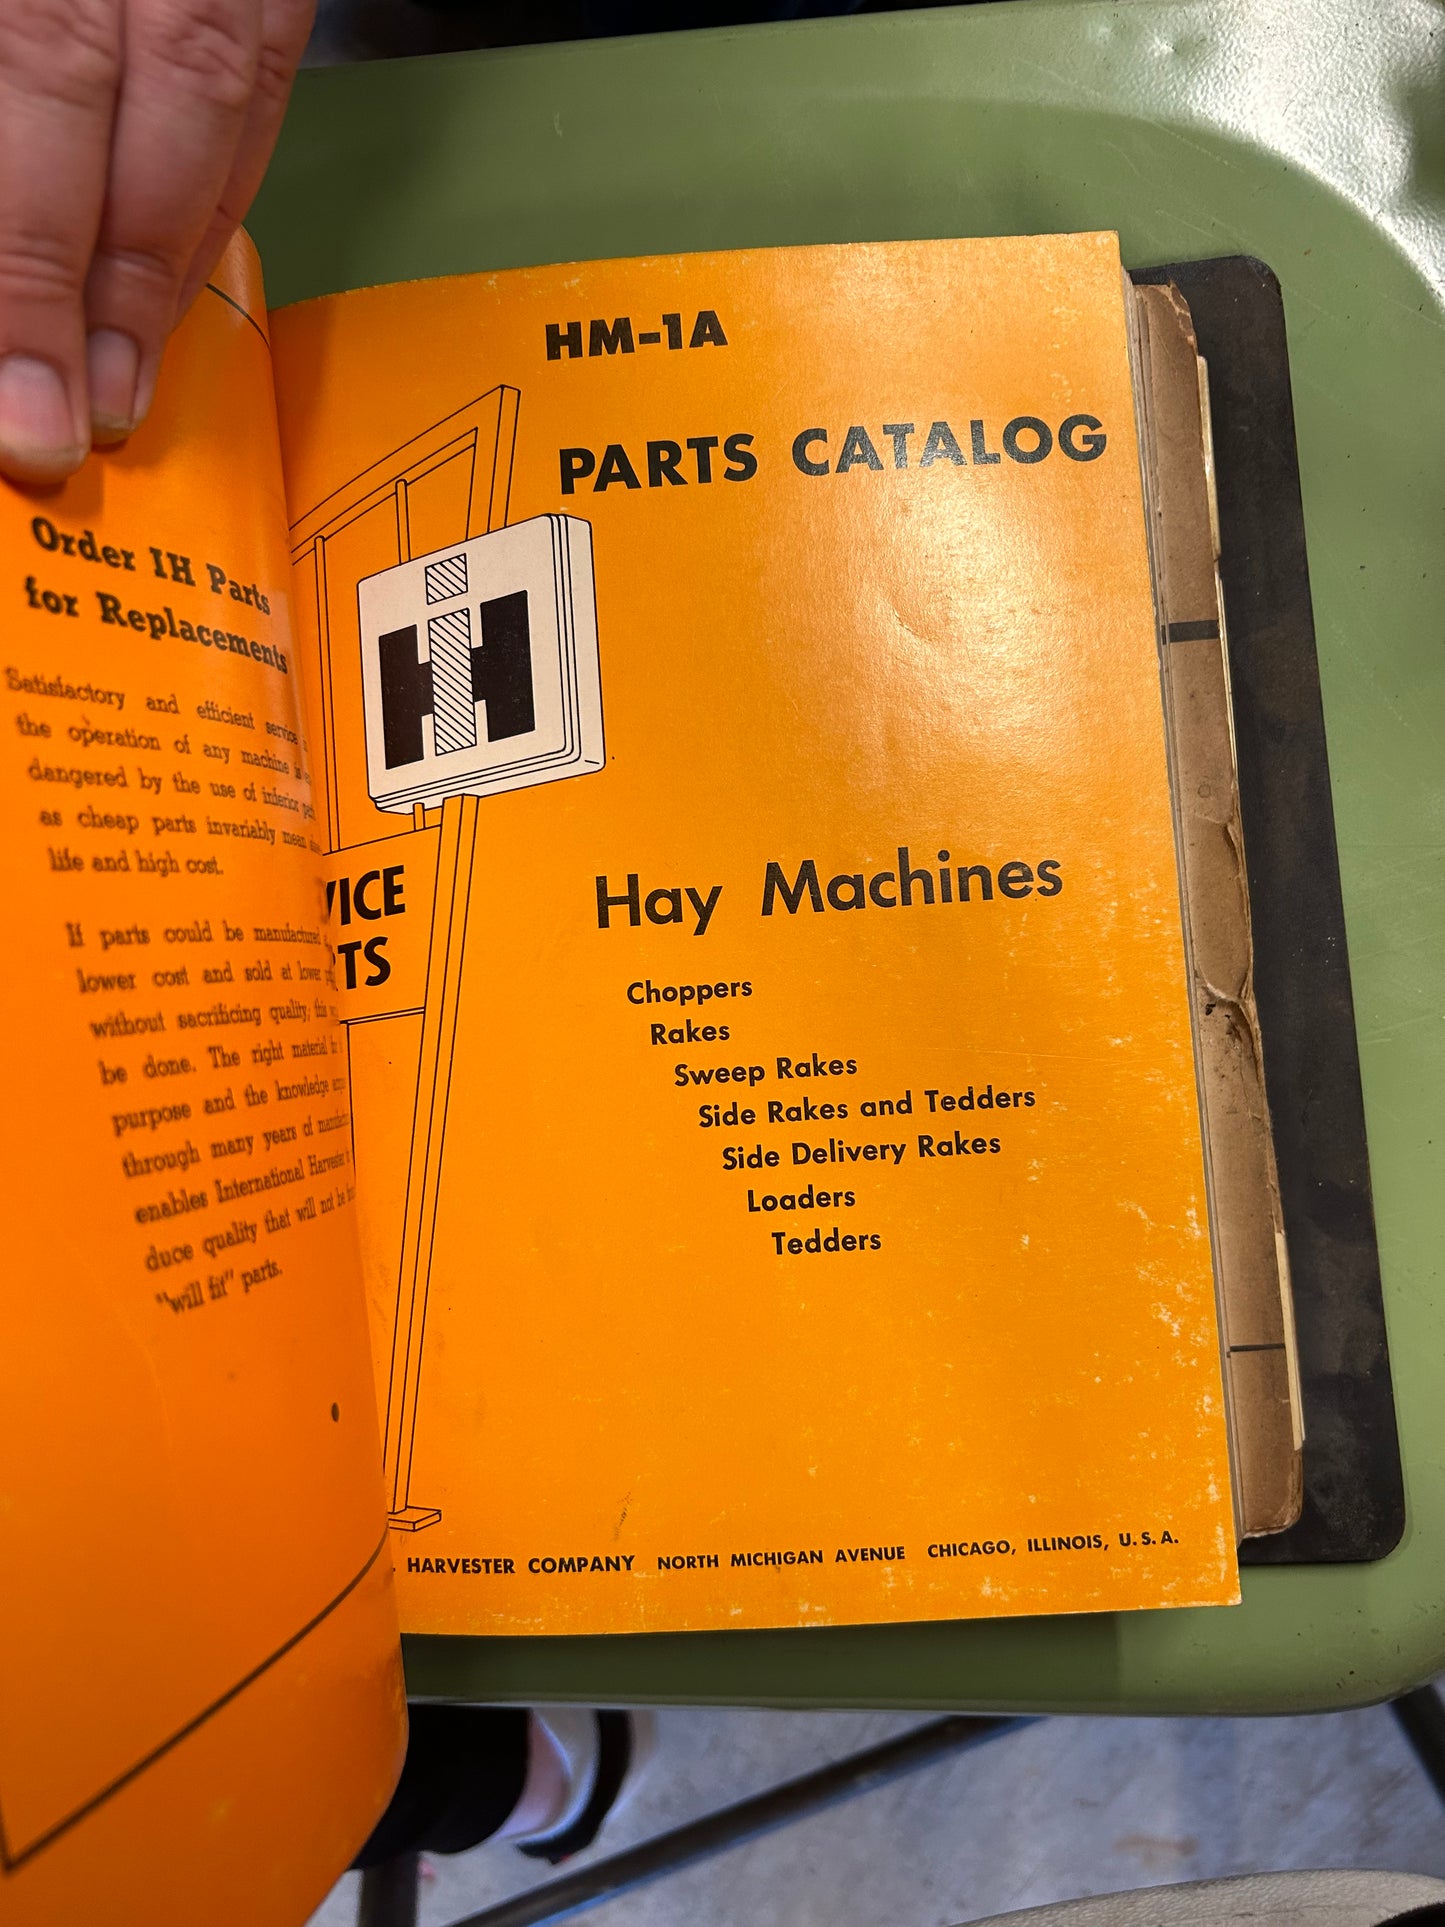 Order IH Parts
for Replacements
Satisfactory and efficient service
the operation of any machine is
dangered by the use of inferior
as cheap parts invariably mean
life and high cost.
If parts could be manufactured
lower cost and sold at lower
without sacrificing quality, this
be done. The right material for
purpose and the knowledge
through many years of
enables International Harvester
duce quality that will not be
"will fit" parts.
HM-1A
PARTS CATALOG
IH
VICE
TS
Hay Machines
Choppers
Rakes
Sweep Rakes
Side Rakes and Tedders
Side Delivery Rakes
Loaders
Tedders
HARVESTER COMPANY NORTH MICHIGAN AVENUE CHICAGO, ILLINOIS, U. S. A.